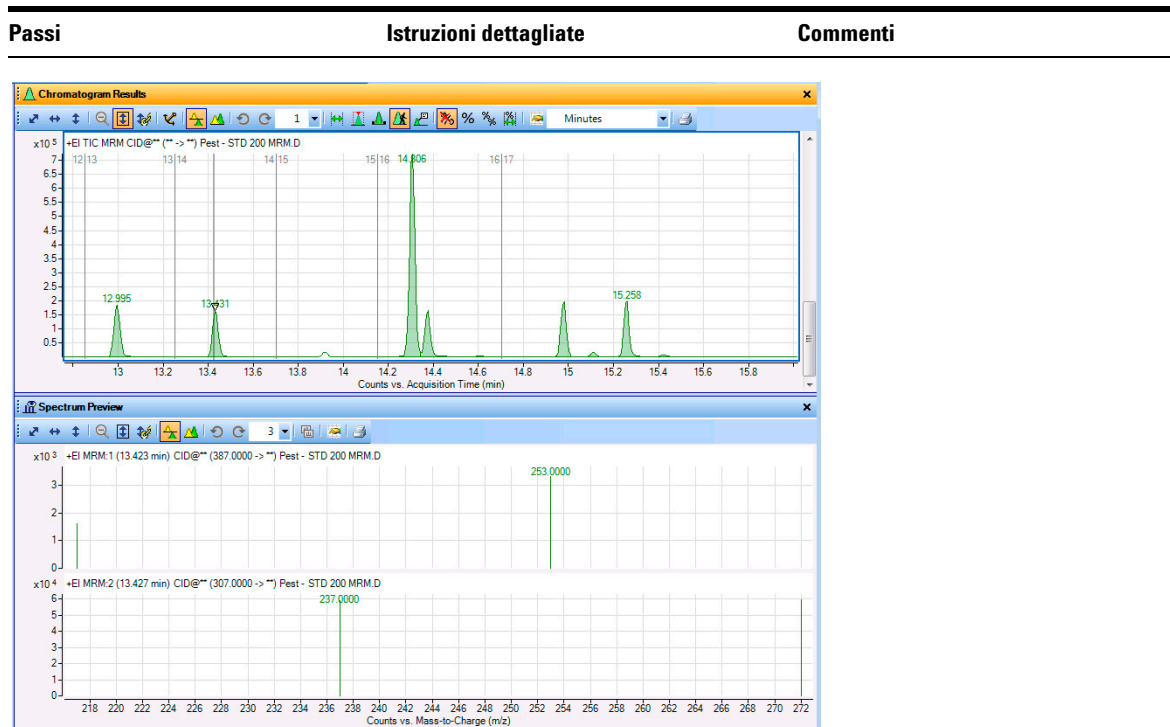 Passi Istruzioni dettagliate Commenti
Chromatogram Results
1 % Minutes
x10 5 +EI TIC MRM CID@** (** -> **) Pest - STD 200 MRM.D
12 13 13 14 14 15 15 16 14.306 16 17
7
6.5
6
5.5
5
4.5
4
3.5
3
2.5
2
1.5
1
0.5
12.995 13.431 15.258
13 13.2 13.4 13.6 13.8 14 14.2 14.4 14.6 14.8 15 15.2 15.4 15.6 15.8
Counts vs. Acquisition Time (min)
Spectrum Preview
3
x10 3 +EI MRM:1 (13.423 min) CID@** (387.0000 -> **) Pest - STD 200 MRM.D
253.0000
3
2
1
0
x10 4 +EI MRM:2 (13.427 min) CID@** (307.0000 -> **) Pest - STD 200 MRM.D
237.0000
6
5
4
3
2
1
0
218 220 222 224 226 228 230 232 234 236 238 240 242 244 246 248 250 252 254 256 258 260 262 264 266 268 270 272
Counts vs. Mass-to-Charge (m/z)